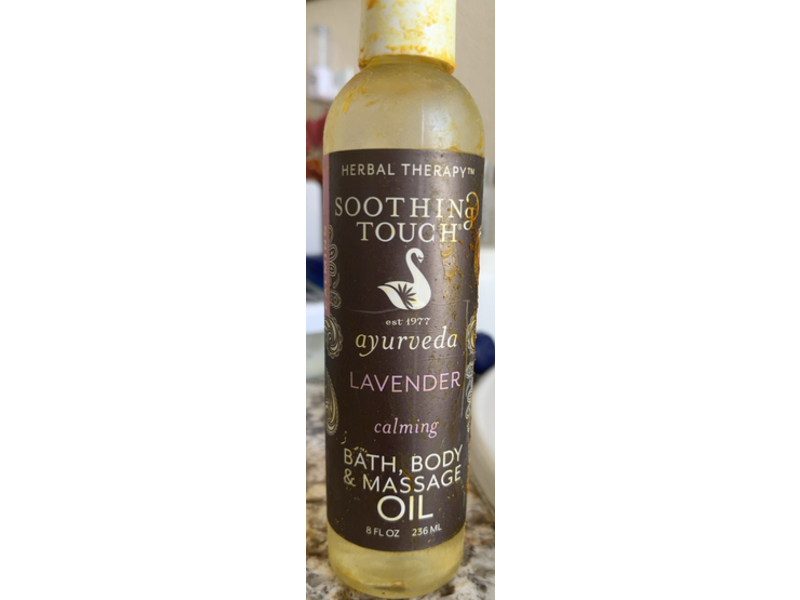 HERBAL THERAPY™
SOOTHING
TOUCH®
est 1977
ayurveda
LAVENDER
calming
BATH, BODY
& MASSAGE
OIL
8 FL OZ 236 ML